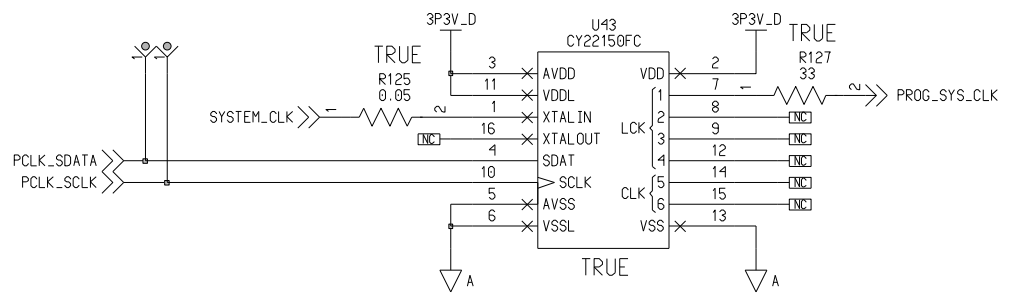 3P3V_D
U43
CY22150FC
3P3V_D
TRUE
R125
0.05
TRUE
R127
33
1
1
3 AVDD
VDD 2
11 VDDL
1 7 1 2 PROG_SYS_CLK
SYSTEM_CLK 1 2 1 XTALIN
LCK 2 8 NC
NC 16 XTALOUT
3 9 NC
PCLK_SDATA 4 SDAT
4 12 NC
PCLK_SCLK 10 SCLK
CLK 5 14 NC
5 AVSS
6 15 NC
6 VSSL
VSS 13
A
TRUE
A